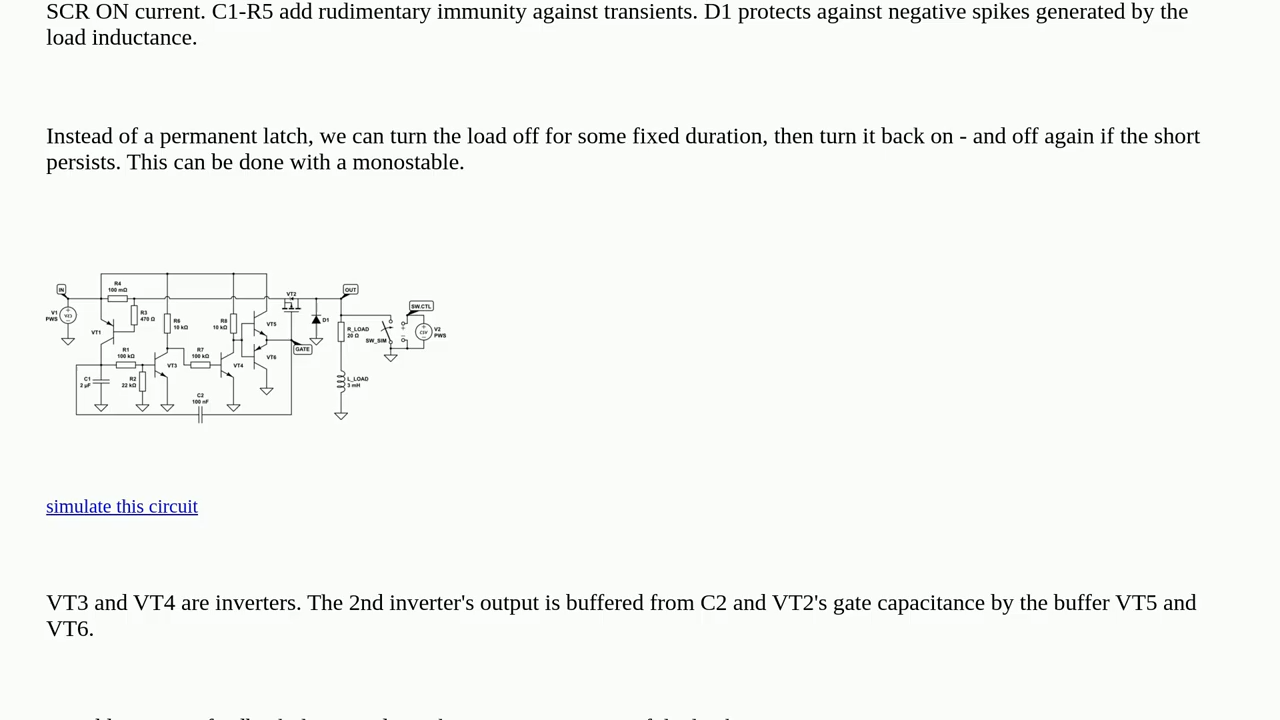 SCR ON current. C1-R5 add rudimentary immunity against transients. D1 protects against negative spikes generated by the
load inductance.
Instead of a permanent latch, we can turn the load off for some fixed duration, then turn it back on - and off again if the short
persists. This can be done with a monostable.
IN
R4
100 mΩ
VT2
OUT
SW.CTL
V1
PWS
R3
470 Ω
R6
10 kΩ
R8
10 kΩ
VT5
D1
VT1
R_LOAD
20 Ω
SW_SIM
V2
PWS
R1
100 kΩ
R7
100 kΩ
GATE
VT6
VT3
VT4
C1
2 µF
R2
22 kΩ
C2
100 nF
L_LOAD
3 mH
simulate this circuit
VT3 and VT4 are inverters. The 2nd inverter's output is buffered from C2 and VT2's gate capacitance by the buffer VT5 and
VT6.